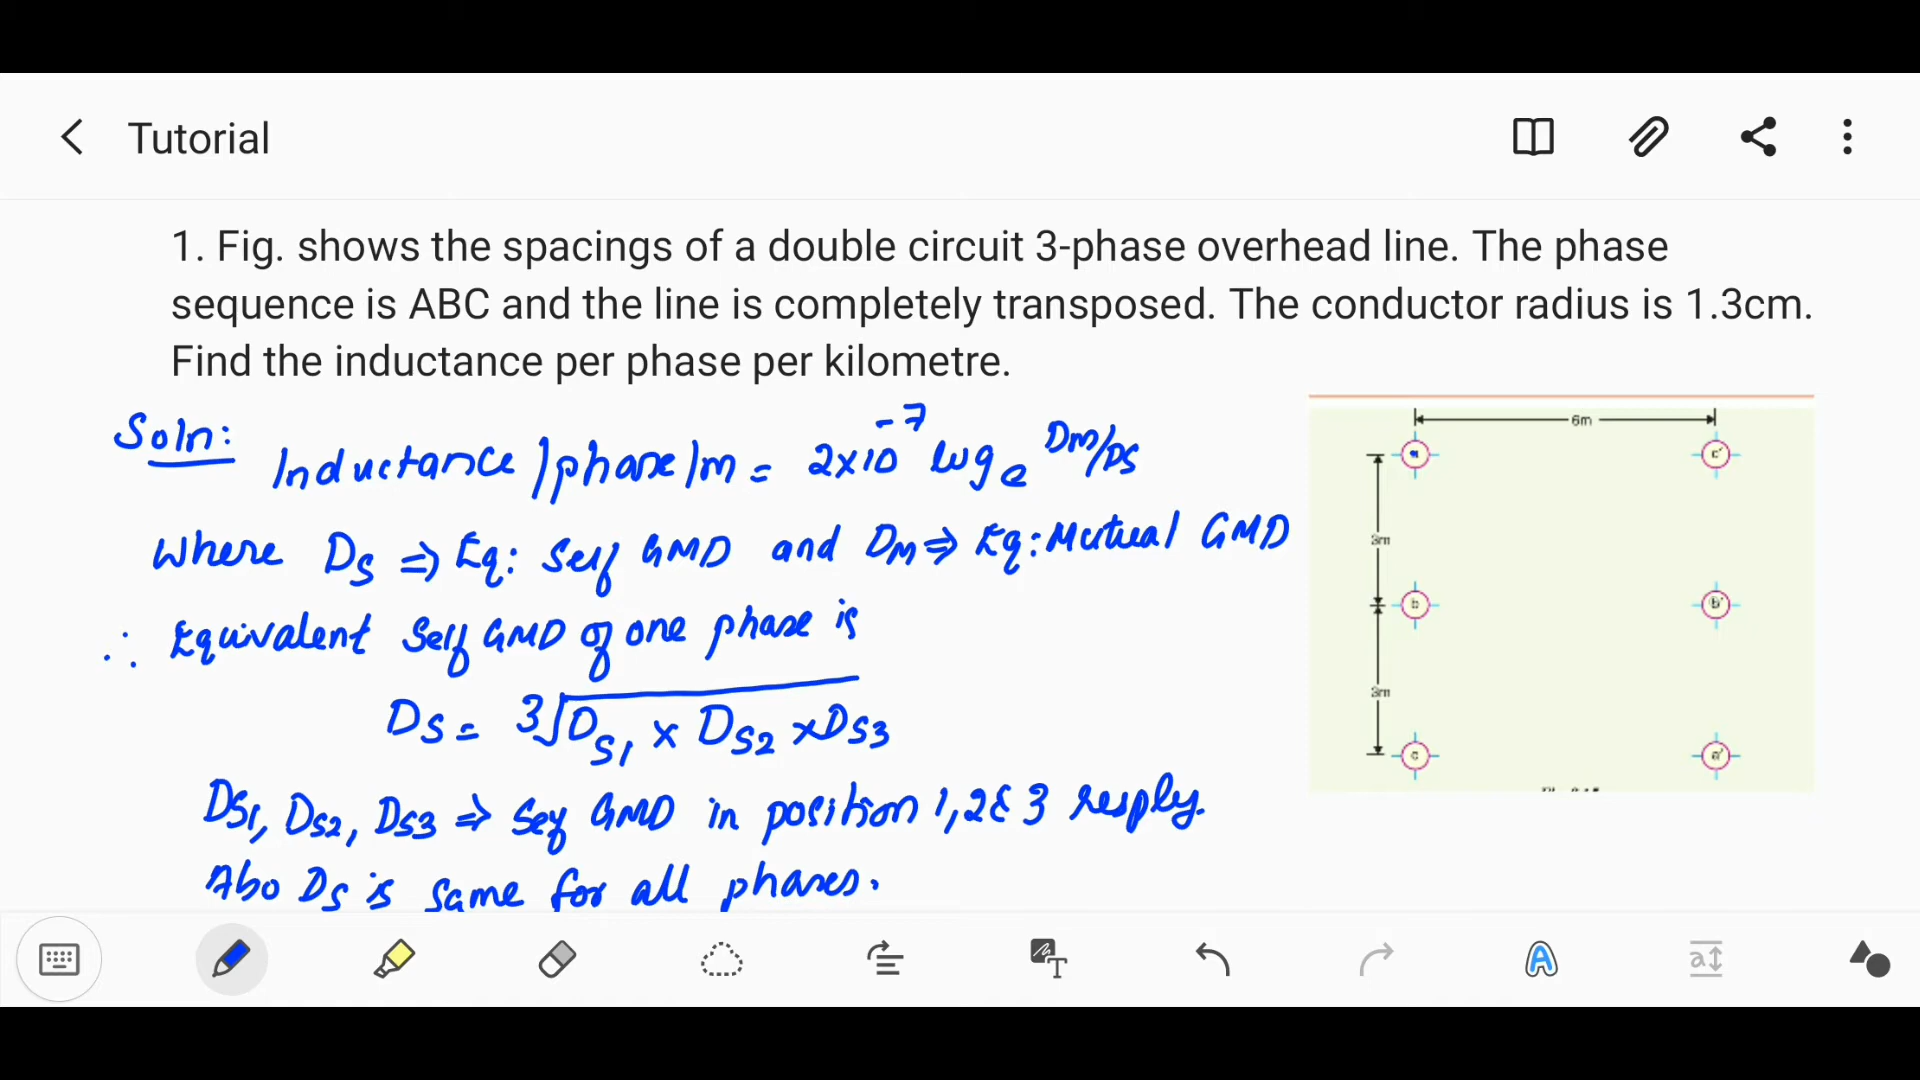 Tutorial
1. Fig. shows the spacings of a double circuit 3-phase overhead line. The phase
sequence is ABC and the line is completely transposed. The conductor radius is 1.3cm.
Find the inductance per phase per kilometre.
Soln: Inductance/phase/m = 2×10⁻⁷ logₑ Dm/Ds
Where Ds ⇒ Eq: Self GMD and DM ⇒ Eq: Mutual GMD
∴ Equivalent Self GMD of one phase is
Ds = 3√DS1 × DS2 × DS3
DS1, DS2, DS3 ⇒ Self GMD in position 1, 2 & 3 resply.
Also Ds is same for all phases.
6m
a c'
3m
b b'
3m
c a'